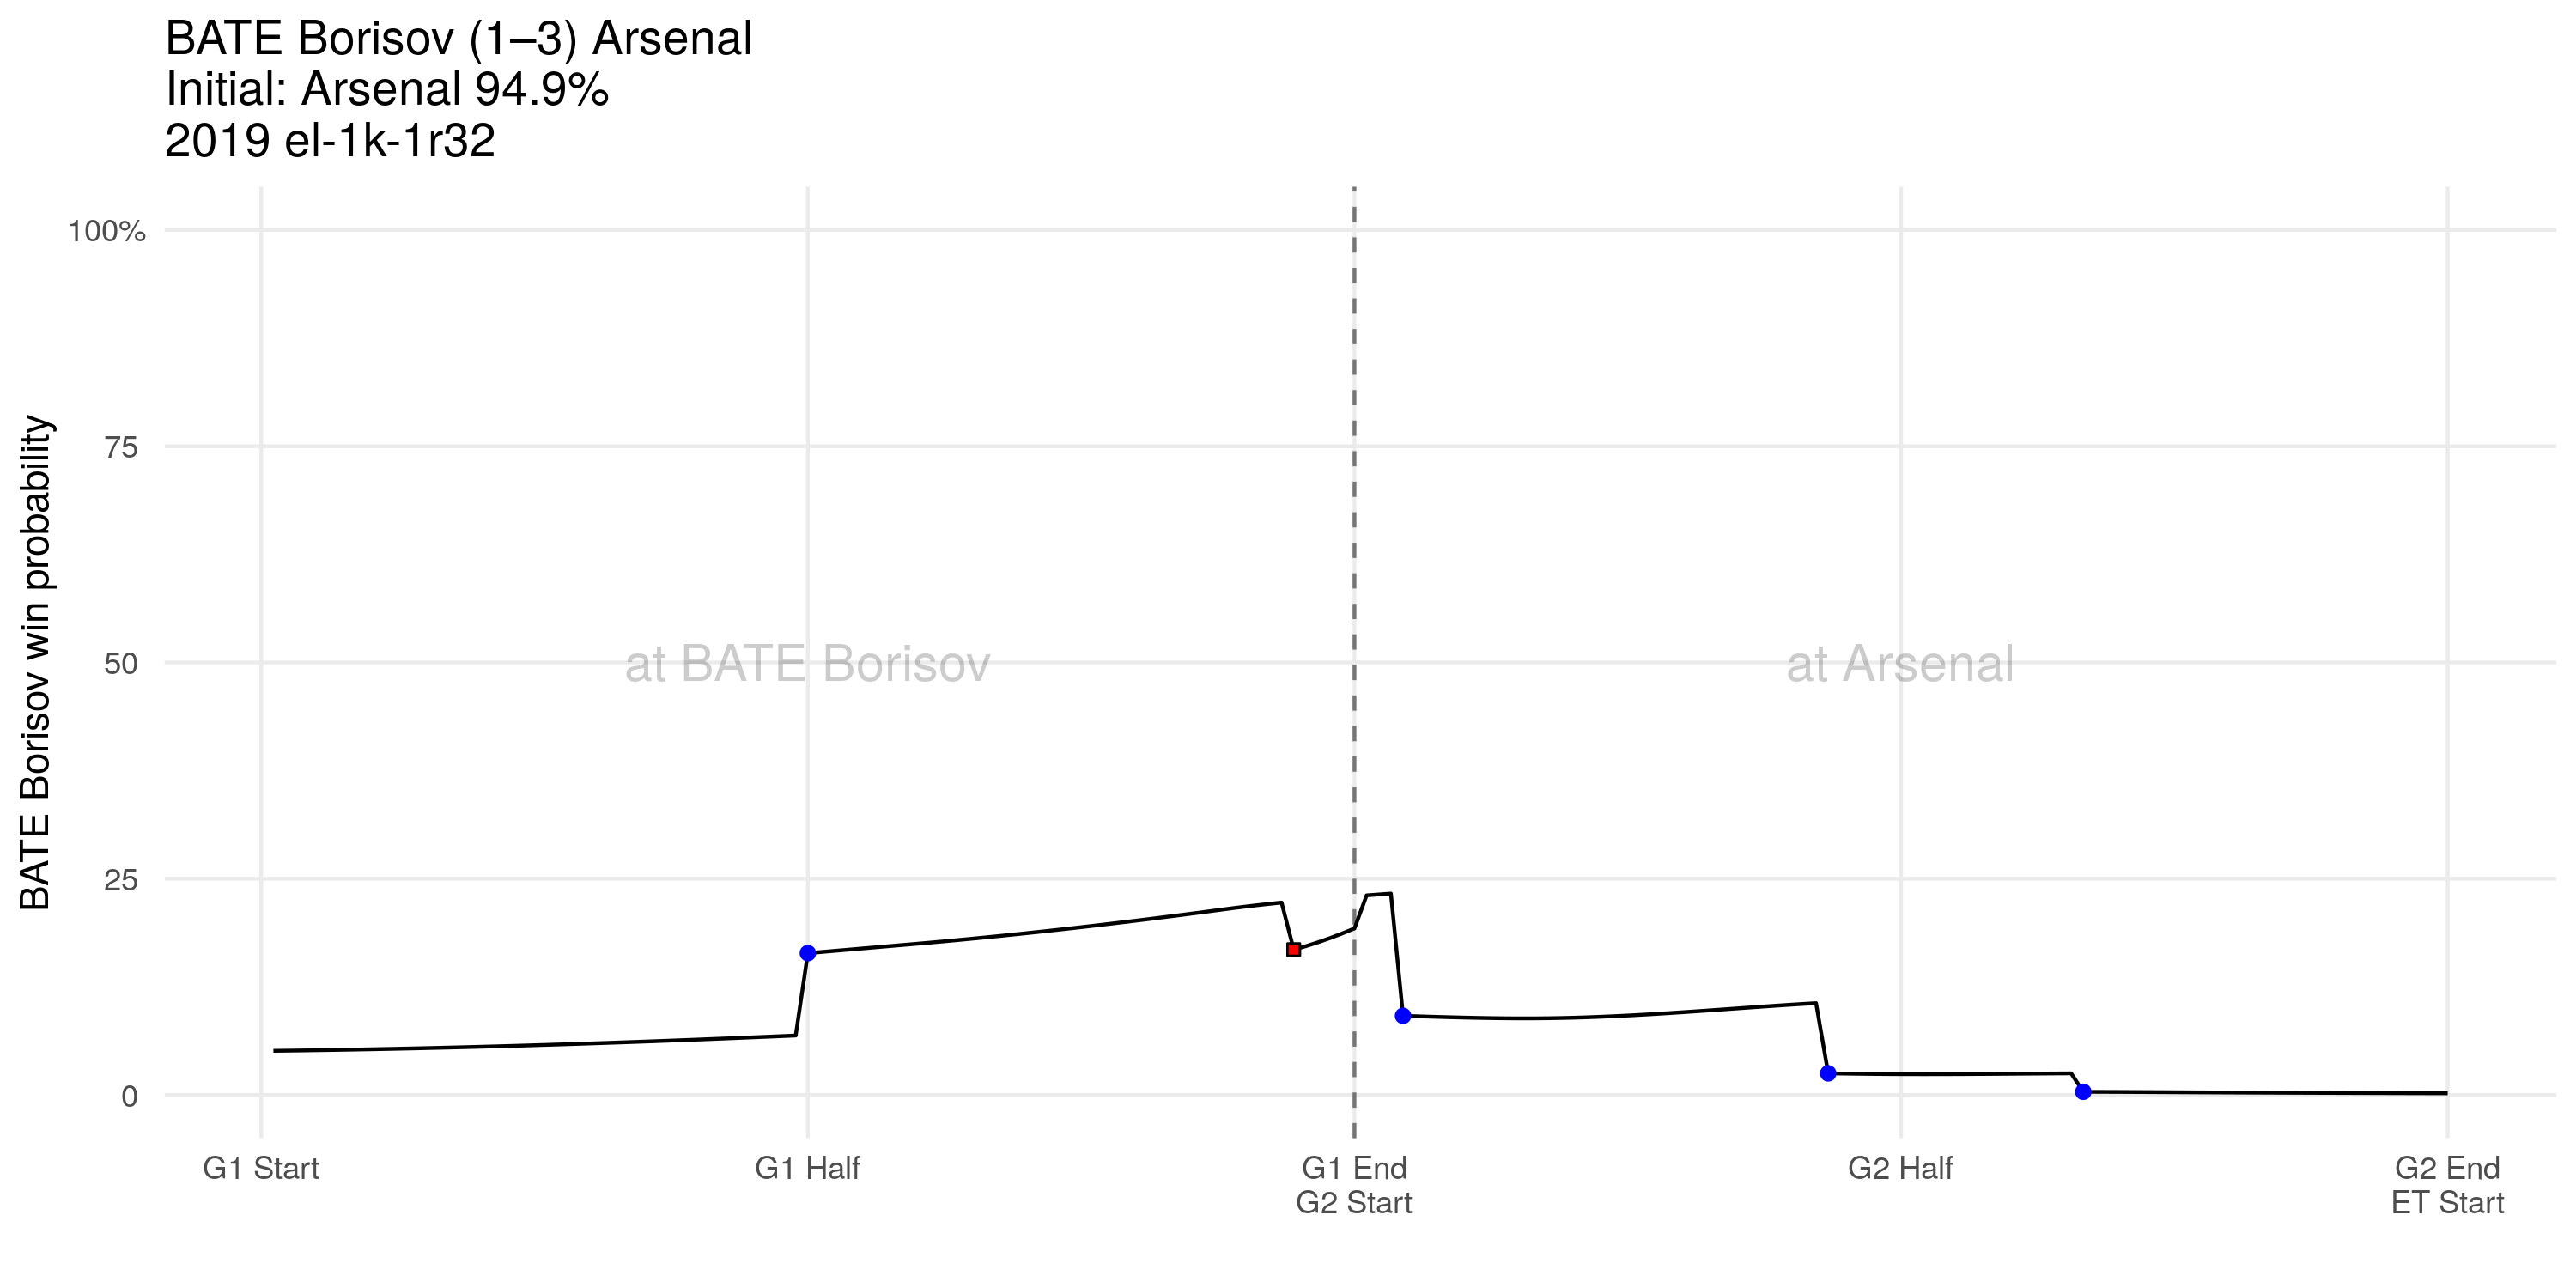 BATE Borisov (1–3) Arsenal
Initial: Arsenal 94.9%
2019 el-1k-1r32
BATE Borisov win probability
100%
75
50
25
0
at BATE Borisov
at Arsenal
G1 Start
G1 Half
G1 End
G2 Start
G2 Half
G2 End
ET Start